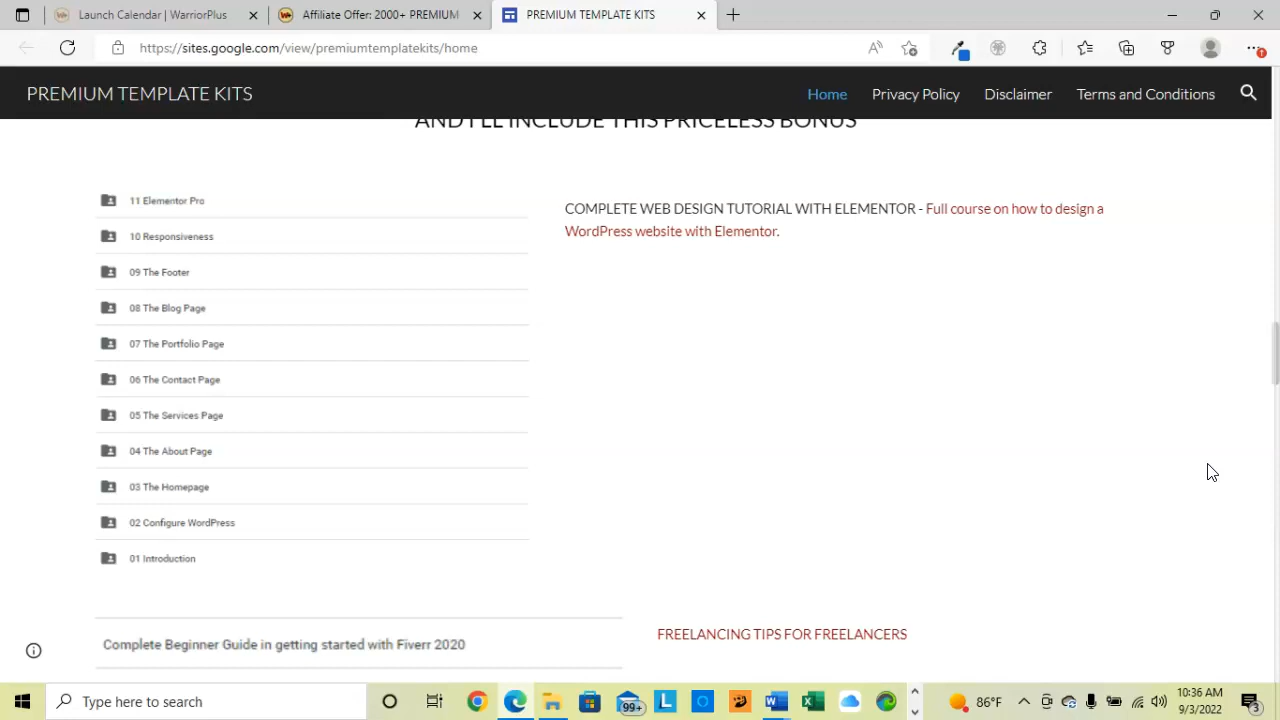 Launch Calendar | WarriorPlus
Affiliate Offer 2000+ PREMIUM
PREMIUM TEMPLATE KITS
https://sites.google.com/view/premiumtemplatekits/home
PREMIUM TEMPLATE KITS
Home
Privacy Policy
Disclaimer
Terms and Conditions
AND I'LL INCLUDE THIS PRICELESS BONUS
11 Elementor Pro
10 Responsiveness
09 The Footer
08 The Blog Page
07 The Portfolio Page
06 The Contact Page
05 The Services Page
04 The About Page
03 The Homepage
02 Configure WordPress
01 Introduction
COMPLETE WEB DESIGN TUTORIAL WITH ELEMENTOR - Full course on how to design a
WordPress website with Elementor.
Complete Beginner Guide in getting started with Fiverr 2020
FREELANCING TIPS FOR FREELANCERS
Type here to search
99+
86°F
10:36 AM
9/3/2022
3